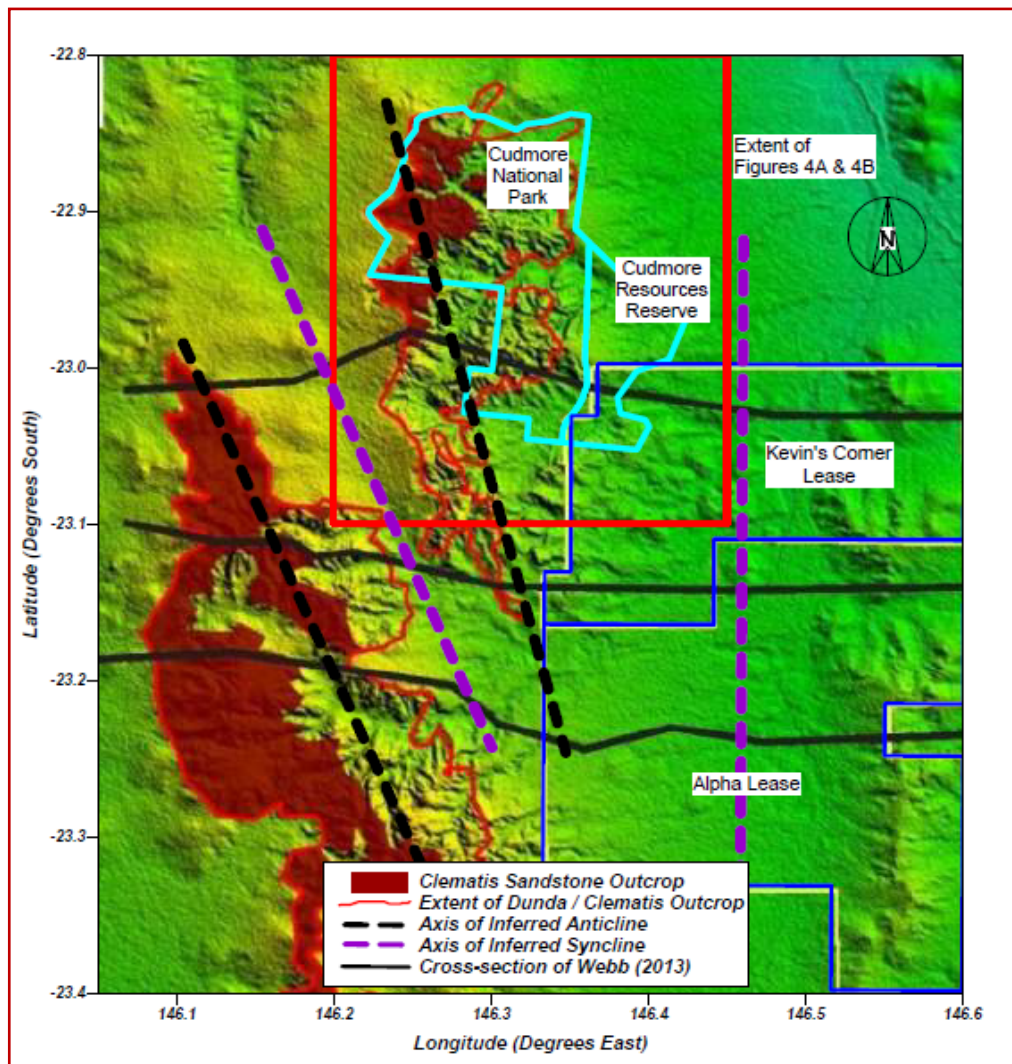 -22.8
-22.9
-23.0
-23.1
-23.2
-23.3
-23.4
Latitude (Degrees South)
Cudmore
National
Park
Extent of
Figures 4A & 4B
N
Cudmore
Resources
Reserve
Kevin's Corner
Lease
Alpha Lease
Clematis Sandstone Outcrop
Extent of Dunda / Clematis Outcrop
Axis of Inferred Anticline
Axis of Inferred Syncline
Cross-section of Webb (2013)
146.1
146.2
146.3
146.4
146.5
146.6
Longitude (Degrees East)